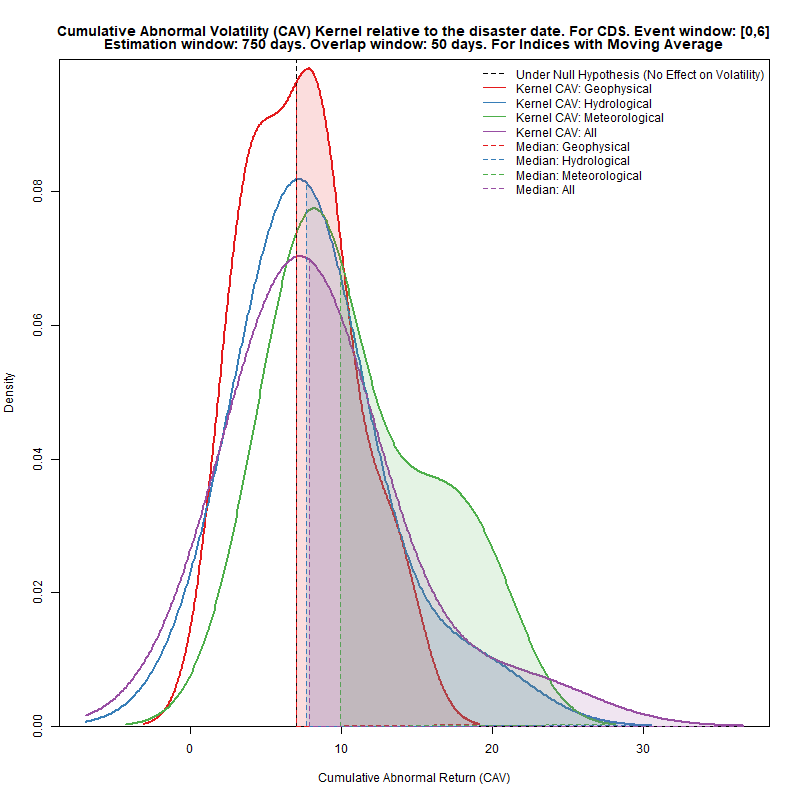 Cumulative Abnormal Volatility (CAV) Kernel relative to the disaster date. For CDS. Event window: [0,6]
Estimation window: 750 days. Overlap window: 50 days. For Indices with Moving Average
Under Null Hypothesis (No Effect on Volatility)
Kernel CAV: Geophysical
Kernel CAV: Hydrological
Kernel CAV: Meteorological
Kernel CAV: All
Median: Geophysical
Median: Hydrological
Median: Meteorological
Median: All
Density
0.08
0.06
0.04
0.02
0.00
0 10 20 30
Cumulative Abnormal Return (CAV)